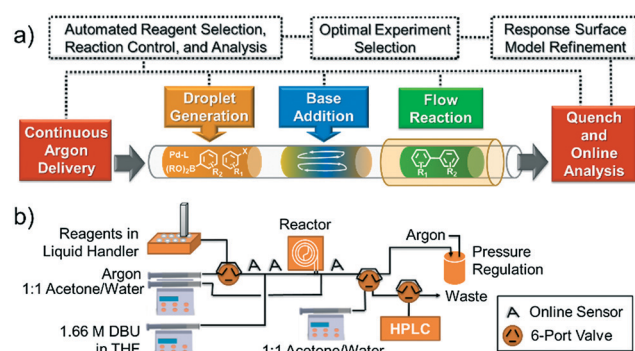 a)
Automated Reagent Selection,
Reaction Control, and Analysis
Optimal Experiment
Selection
Response Surface
Model Refinement
Droplet
Generation
Base
Addition
Flow
Reaction
Continuous
Argon
Delivery
Pd-L
(RO)₂B
R₂
X
R₁
R₁
R₂
Quench
and
Online
Analysis
b)
Reagents in
Liquid Handler
Reactor
Argon
Pressure
Regulation
Argon
1:1 Acetone/Water
Waste
HPLC
1.66 M DBU
in THF
1:1 Acetone/Water
Online Sensor
6-Port Valve